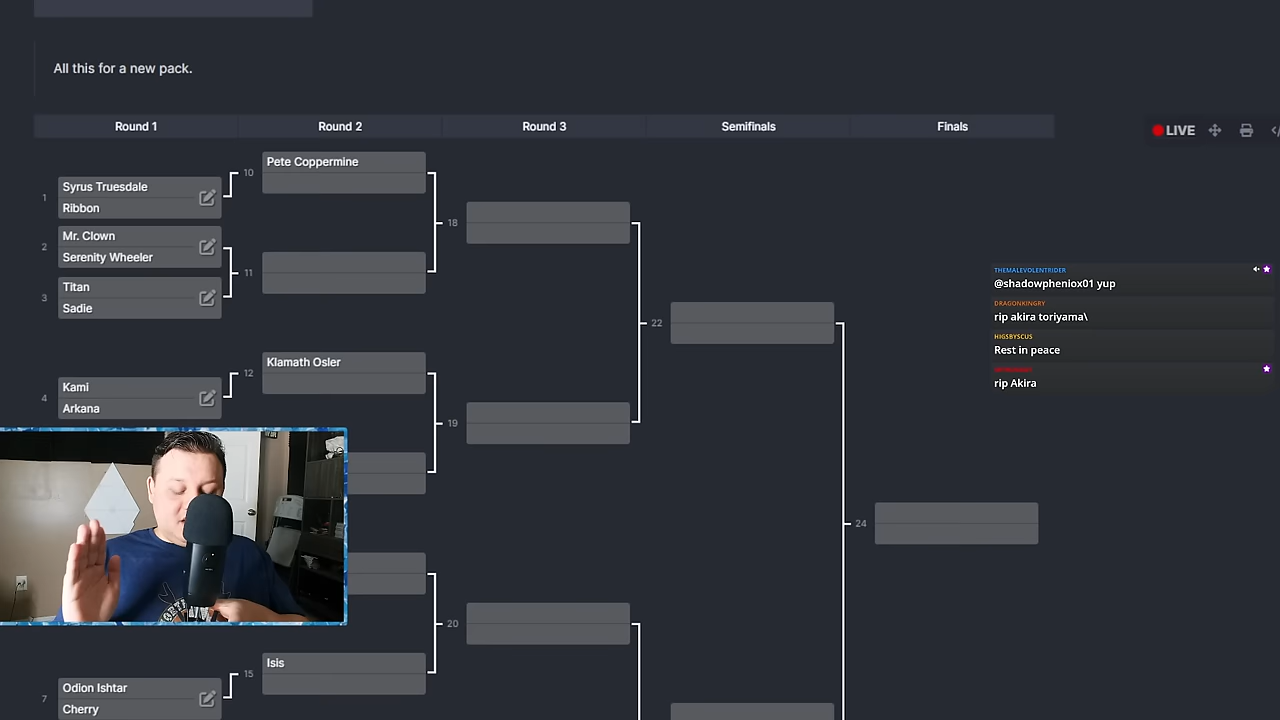 All this for a new pack.
Round 1
Round 2
Round 3
Semifinals
Finals
LIVE
10
Pete Coppermine
1
Syrus Truesdale
Ribbon
18
2
Mr. Clown
Serenity Wheeler
11
3
Titan
Sadie
22
THEMALEVOLENTRIDER
@shadowpheniox01 yup
DRAGONKINGRY
rip akira toriyama\
HIGSBYSCUS
Rest in peace
rip Akira
12
Klamath Osler
4
Kami
Arkana
19
24
20
15
Isis
7
Odion Ishtar
Cherry